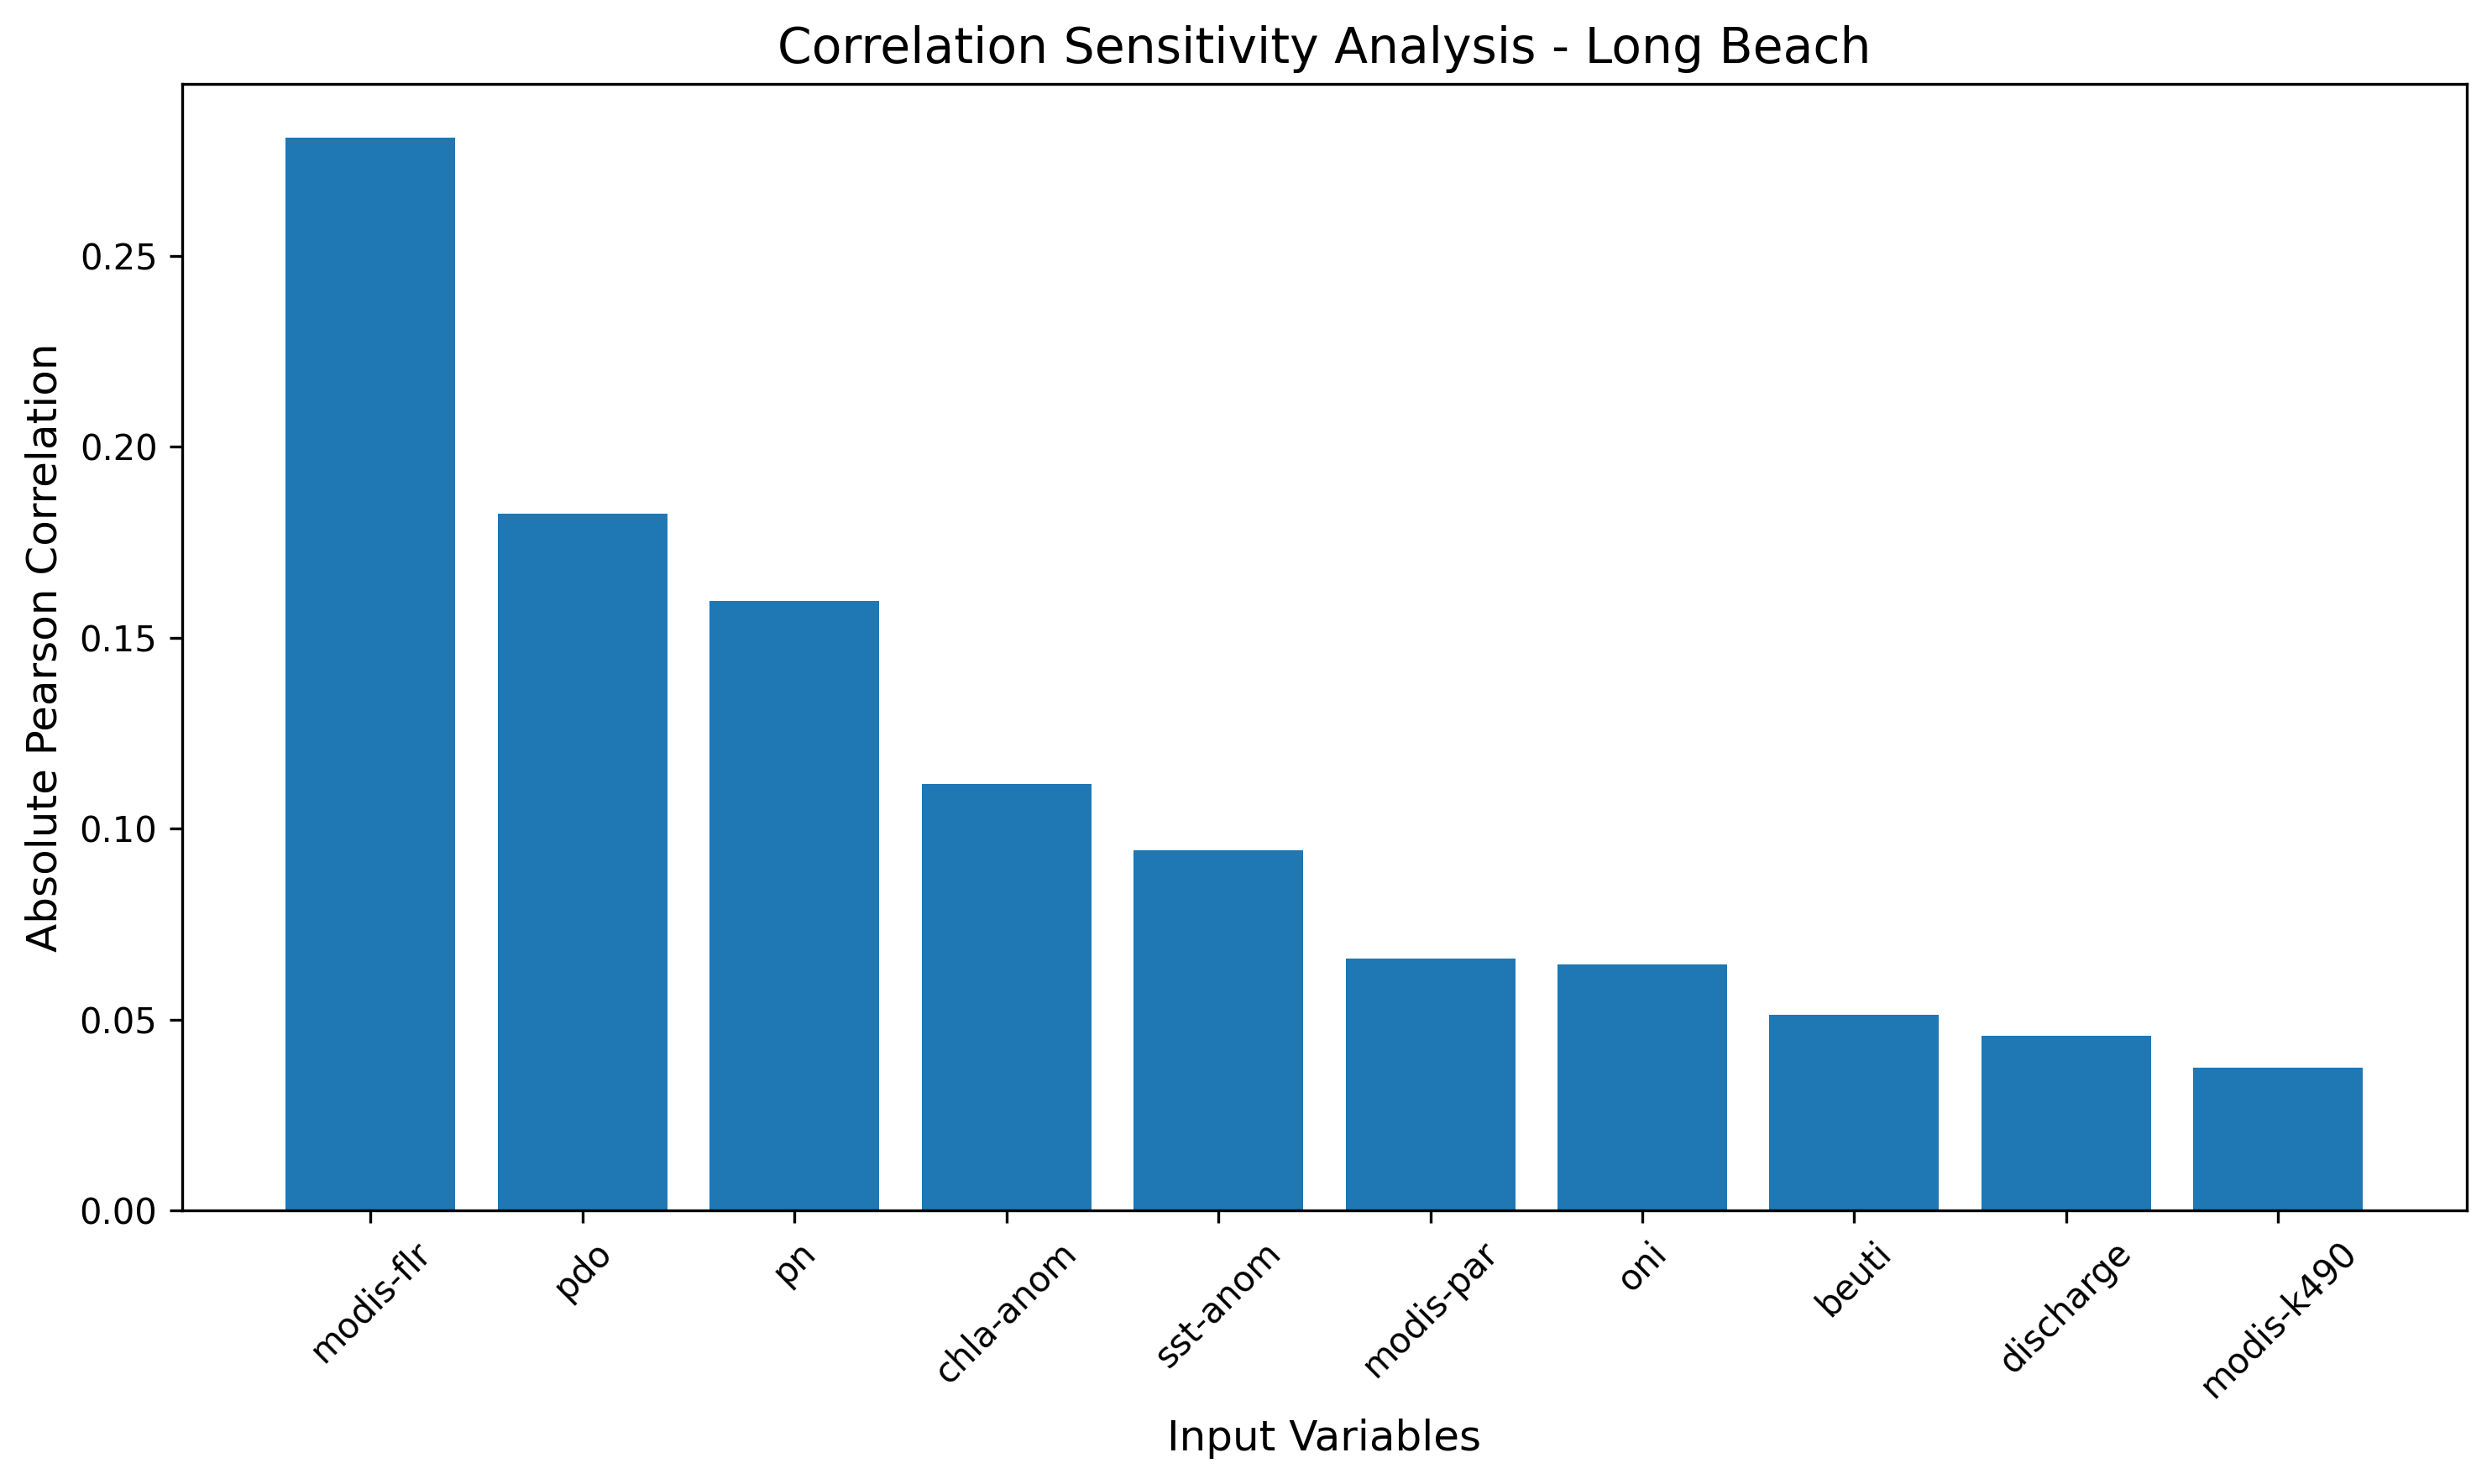 Correlation Sensitivity Analysis - Long Beach
Absolute Pearson Correlation
0.25
0.20
0.15
0.10
0.05
0.00
modis-flr
pdo
pn
chla-anom
sst-anom
modis-par
oni
beuti
discharge
modis-k490
Input Variables